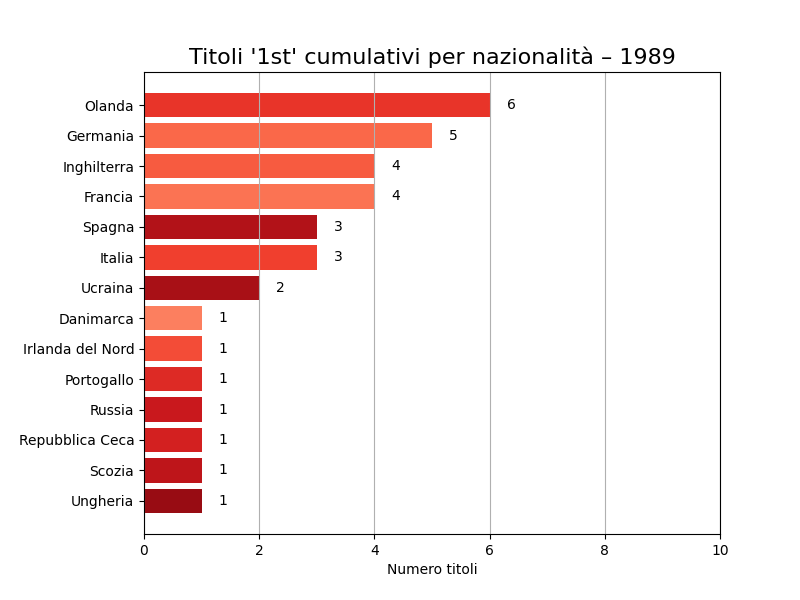 Titoli '1st' cumulativi per nazionalità – 1989
Olanda 6
Germania 5
Inghilterra 4
Francia 4
Spagna 3
Italia 3
Ucraina 2
Danimarca 1
Irlanda del Nord 1
Portogallo 1
Russia 1
Repubblica Ceca 1
Scozia 1
Ungheria 1
0 2 4 6 8 10
Numero titoli